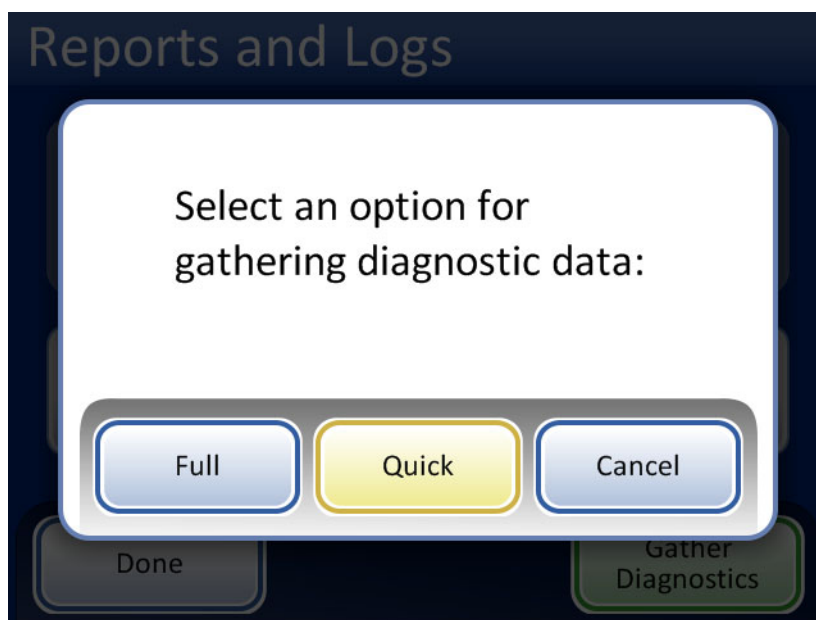 Reports and Logs
Select an option for
gathering diagnostic data:
Full
Quick
Cancel
Done
Gather
Diagnostics